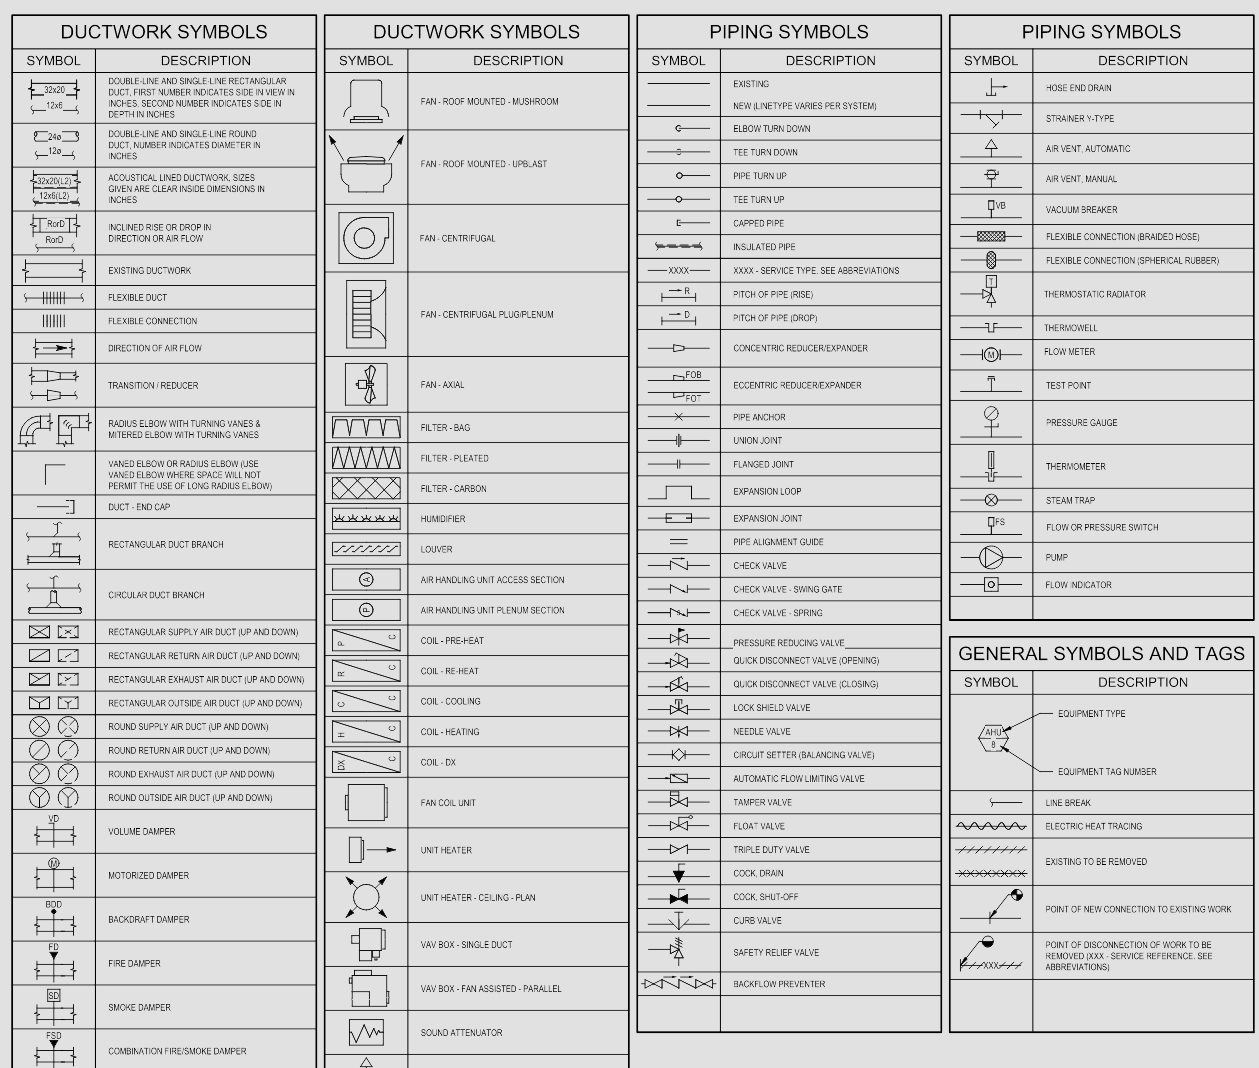 DUCTWORK SYMBOLS
SYMBOL DESCRIPTION
32x20
12x6
DOUBLE-LINE AND SINGLE-LINE RECTANGULAR
DUCT, FIRST NUMBER INDICATES SIDE IN VIEW IN
INCHES, SECOND NUMBER INDICATES SIDE IN
DEPTH IN INCHES
24ø
12ø
DOUBLE-LINE AND SINGLE-LINE ROUND
DUCT, NUMBER INDICATES DIAMETER IN
INCHES
32x20(L2)
12x6(L2)
ACOUSTICAL LINED DUCTWORK, SIZES
GIVEN ARE CLEAR INSIDE DIMENSIONS IN
INCHES
RorD
RorD
INCLINED RISE OR DROP IN
DIRECTION OR AIR FLOW
EXISTING DUCTWORK
FLEXIBLE DUCT
FLEXIBLE CONNECTION
DIRECTION OF AIR FLOW
TRANSITION / REDUCER
RADIUS ELBOW WITH TURNING VANES &
MITERED ELBOW WITH TURNING VANES
VANED ELBOW OR RADIUS ELBOW (USE
VANED ELBOW WHERE SPACE WILL NOT
PERMIT THE USE OF LONG RADIUS ELBOW)
DUCT - END CAP
RECTANGULAR DUCT BRANCH
CIRCULAR DUCT BRANCH
RECTANGULAR SUPPLY AIR DUCT (UP AND DOWN)
RECTANGULAR RETURN AIR DUCT (UP AND DOWN)
RECTANGULAR EXHAUST AIR DUCT (UP AND DOWN)
RECTANGULAR OUTSIDE AIR DUCT (UP AND DOWN)
ROUND SUPPLY AIR DUCT (UP AND DOWN)
ROUND RETURN AIR DUCT (UP AND DOWN)
ROUND EXHAUST AIR DUCT (UP AND DOWN)
ROUND OUTSIDE AIR DUCT (UP AND DOWN)
VD
VOLUME DAMPER
M
MOTORIZED DAMPER
BDD
BACKDRAFT DAMPER
FD
FIRE DAMPER
SD
SMOKE DAMPER
FSD
COMBINATION FIRE/SMOKE DAMPER
DUCTWORK SYMBOLS
SYMBOL DESCRIPTION
FAN - ROOF MOUNTED - MUSHROOM
FAN - ROOF MOUNTED - UPBLAST
FAN - CENTRIFUGAL
FAN - CENTRIFUGAL PLUG/PLENUM
FAN - AXIAL
FILTER - BAG
FILTER - PLEATED
FILTER - CARBON
HUMIDIFIER
LOUVER
A AIR HANDLING UNIT ACCESS SECTION
P AIR HANDLING UNIT PLENUM SECTION
P C COIL - PRE-HEAT
R C COIL - RE-HEAT
C C COIL - COOLING
H C COIL - HEATING
DX C COIL - DX
FAN COIL UNIT
UNIT HEATER
UNIT HEATER - CEILING - PLAN
VAV BOX - SINGLE DUCT
VAV BOX - FAN ASSISTED - PARALLEL
SOUND ATTENUATOR
PIPING SYMBOLS
SYMBOL DESCRIPTION
EXISTING
NEW (LINETYPE VARIES PER SYSTEM)
ELBOW TURN DOWN
TEE TURN DOWN
PIPE TURN UP
TEE TURN UP
CAPPED PIPE
INSULATED PIPE
XXXX XXXX - SERVICE TYPE. SEE ABBREVIATIONS
R PITCH OF PIPE (RISE)
D PITCH OF PIPE (DROP)
CONCENTRIC REDUCER/EXPANDER
FOB
FOT
ECCENTRIC REDUCER/EXPANDER
PIPE ANCHOR
UNION JOINT
FLANGED JOINT
EXPANSION LOOP
EXPANSION JOINT
PIPE ALIGNMENT GUIDE
CHECK VALVE
CHECK VALVE - SWING GATE
CHECK VALVE - SPRING
PRESSURE REDUCING VALVE
QUICK DISCONNECT VALVE (OPENING)
QUICK DISCONNECT VALVE (CLOSING)
LOCK SHIELD VALVE
NEEDLE VALVE
CIRCUIT SETTER (BALANCING VALVE)
AUTOMATIC FLOW LIMITING VALVE
TAMPER VALVE
FLOAT VALVE
TRIPLE DUTY VALVE
COCK, DRAIN
COCK, SHUT-OFF
CURB VALVE
SAFETY RELIEF VALVE
BACKFLOW PREVENTER
PIPING SYMBOLS
SYMBOL DESCRIPTION
HOSE END DRAIN
STRAINER Y-TYPE
AIR VENT, AUTOMATIC
AIR VENT, MANUAL
VB VACUUM BREAKER
FLEXIBLE CONNECTION (BRAIDED HOSE)
FLEXIBLE CONNECTION (SPHERICAL RUBBER)
T THERMOSTATIC RADIATOR
THERMOWELL
M FLOW METER
TEST POINT
PRESSURE GAUGE
THERMOMETER
STEAM TRAP
FS FLOW OR PRESSURE SWITCH
PUMP
FLOW INDICATOR
GENERAL SYMBOLS AND TAGS
SYMBOL DESCRIPTION
EQUIPMENT TYPE
AHU
8
EQUIPMENT TAG NUMBER
LINE BREAK
ELECTRIC HEAT TRACING
EXISTING TO BE REMOVED
POINT OF NEW CONNECTION TO EXISTING WORK
XXX
POINT OF DISCONNECTION OF WORK TO BE
REMOVED (XXX - SERVICE REFERENCE. SEE
ABBREVIATIONS)